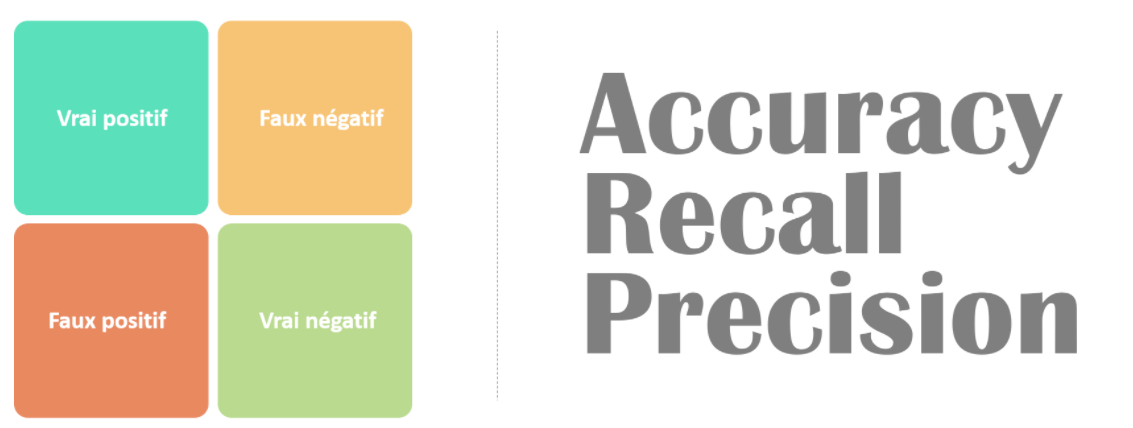 Vrai positif
Faux négatif
Faux positif
Vrai négatif
Accuracy
Recall
Precision